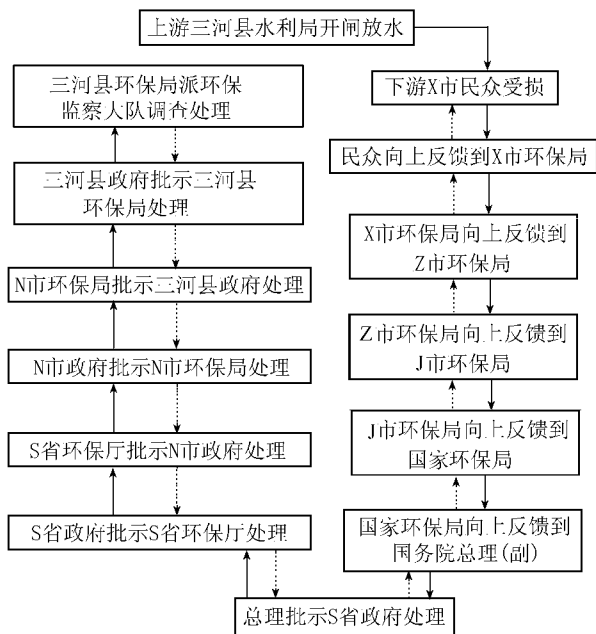 上游三河县水利局开闸放水
下游X市民众受损
民众向上反馈到X市环保局
X市环保局向上反馈到
Z市环保局
Z市环保局向上反馈到
J市环保局
J市环保局向上反馈到
国家环保局
国家环保局向上反馈到
国务院总理(副)
总理批示S省政府处理
S省政府批示S省环保厅处理
S省环保厅批示N市政府处理
N市政府批示N市环保局处理
N市环保局批示三河县政府处理
三河县政府批示三河县
环保局处理
三河县环保局派环保
监察大队调查处理